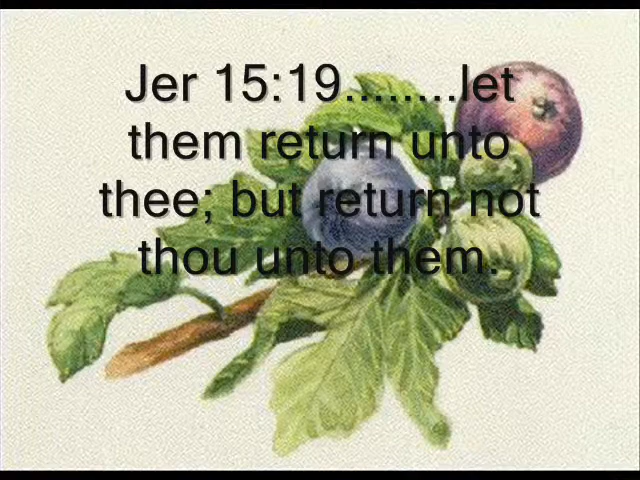 Jer 15:19........let
them return unto
thee; but return not
thou unto them.